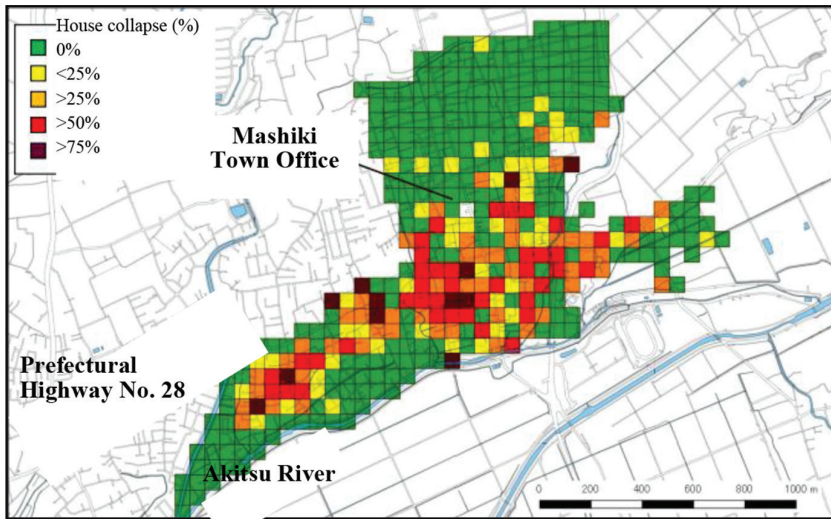 House collapse (%)
0%
<25%
>25%
>50%
>75%
Mashiki
Town Office
Prefectural
Highway No. 28
Akitsu River
0 200 400 600 800 1000 m